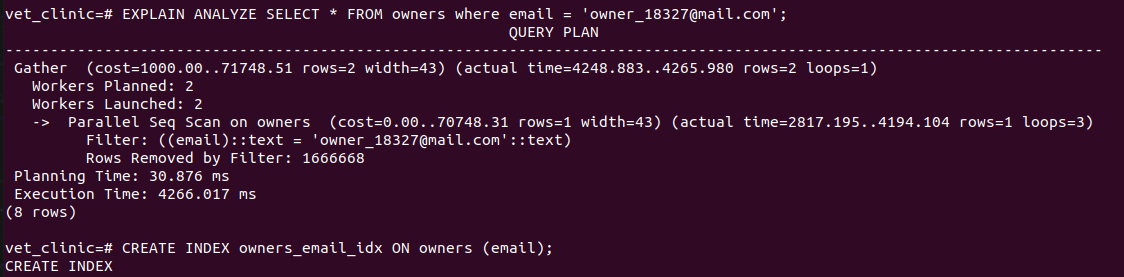 vet_clinic=# EXPLAIN ANALYZE SELECT * FROM owners where email = 'owner_18327@mail.com';
QUERY PLAN
--------------------------------------------------------------------------------------------------------------------------
Gather  (cost=1000.00..71748.51 rows=2 width=43) (actual time=4248.883..4265.980 rows=2 loops=1)
Workers Planned: 2
Workers Launched: 2
->  Parallel Seq Scan on owners  (cost=0.00..70748.31 rows=1 width=43) (actual time=2817.195..4194.104 rows=1 loops=3)
Filter: ((email)::text = 'owner_18327@mail.com'::text)
Rows Removed by Filter: 1666668
Planning Time: 30.876 ms
Execution Time: 4266.017 ms
(8 rows)
vet_clinic=# CREATE INDEX owners_email_idx ON owners (email);
CREATE INDEX